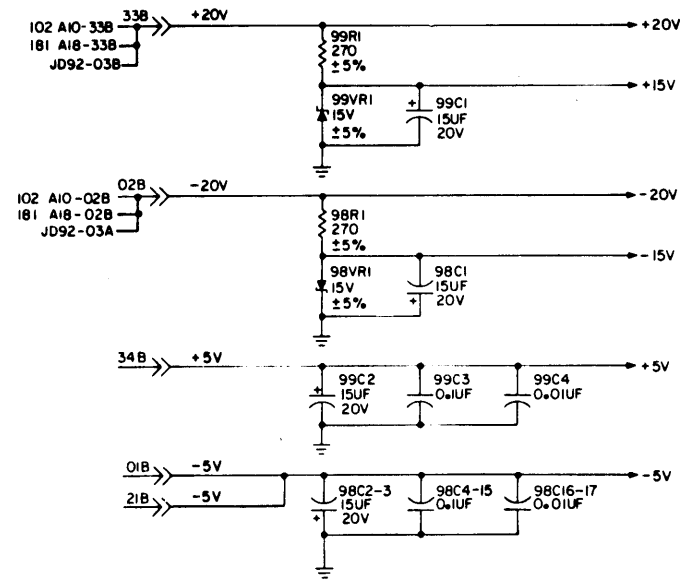 33B +20V +20V
102 A10-33B
181 A18-33B
JD92-03B
99R1
270
±5%
+15V
99VR1
15V
±5%
+
99C1
15UF
20V
02B -20V -20V
102 A10-02B
181 A18-02B
JD92-03A
98R1
270
±5%
-15V
98VR1
15V
±5%
98C1
15UF
20V
+
34B +5V +5V
+
99C2
15UF
20V
99C3
0.1UF
99C4
0.01UF
01B -5V -5V
21B -5V
98C2-3
15UF
20V
+
98C4-15
0.1UF
98C16-17
0.01UF